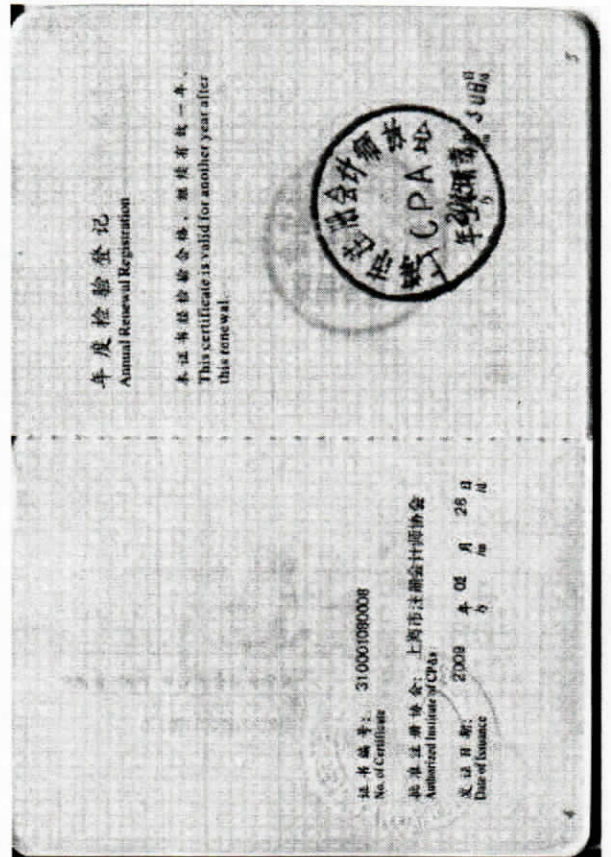 年度检验登记
Annual Renewal Registration
本证书经检验合格，继续有效一年。
This certificate is valid for another year after
this renewal.
CPA
5
证书编号：
310001080008
No. of Certificate
批准注册协会：
上海市注册会计师协会
Authorized Institute of CPAs
发证日期：
2009 年 02 月 28 日
Date of Issuance /y /m /d
4